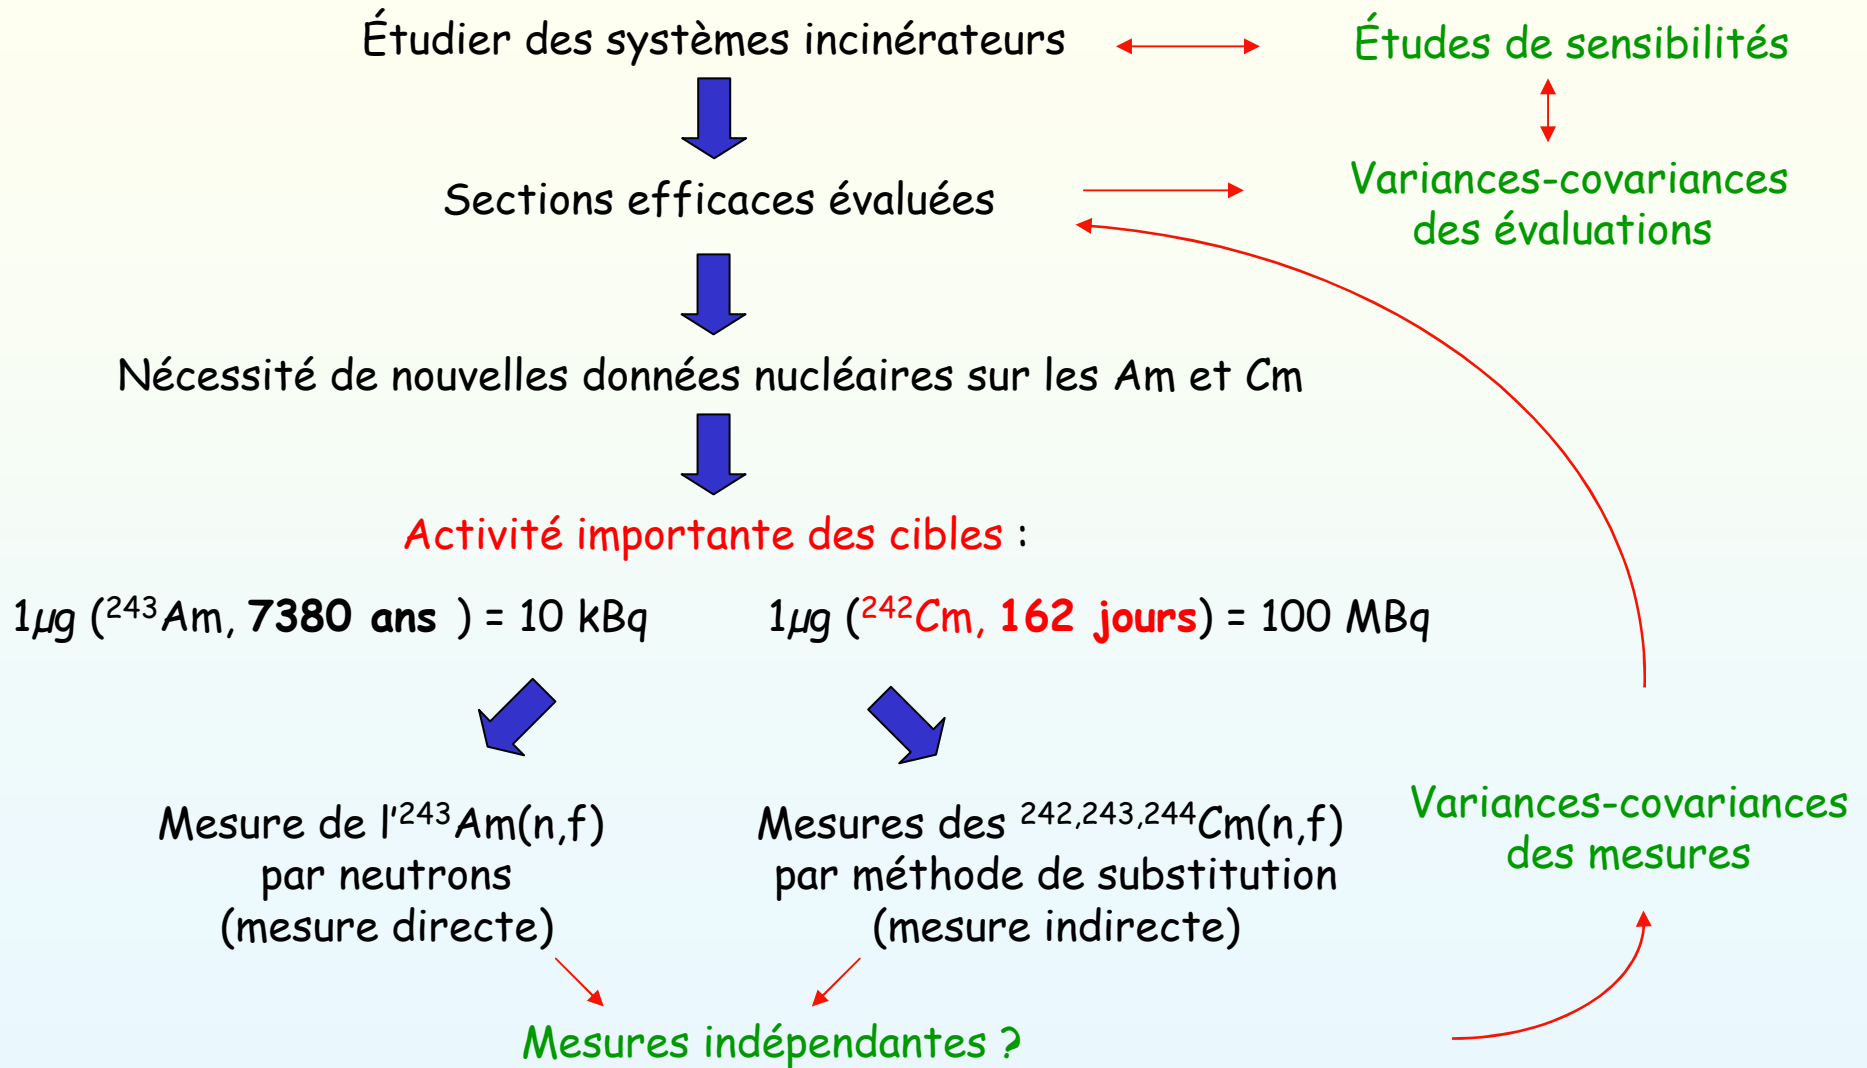 Étudier des systèmes incinérateurs
Études de sensibilités
Sections efficaces évaluées
Variances-covariances
des évaluations
Nécessité de nouvelles données nucléaires sur les Am et Cm
Activité importante des cibles :
1µg (²⁴³Am, 7380 ans ) = 10 kBq
1µg (²⁴²Cm, 162 jours) = 100 MBq
Mesure de l'²⁴³Am(n,f)
par neutrons
(mesure directe)
Mesures des ²⁴²,²⁴³,²⁴⁴Cm(n,f)
par méthode de substitution
(mesure indirecte)
Variances-covariances
des mesures
Mesures indépendantes ?